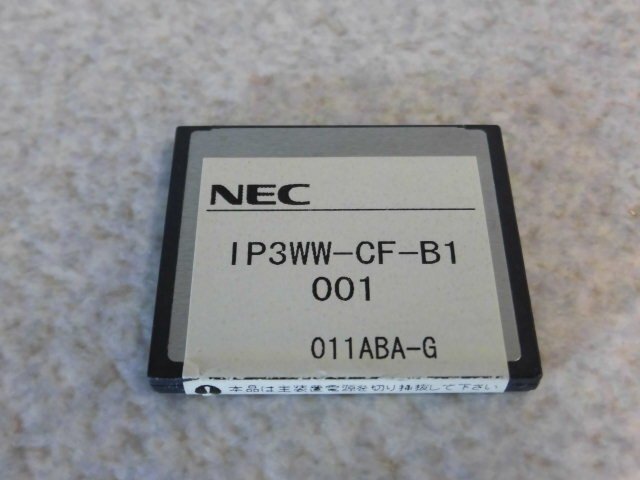 NEC
IP3WW-CF-B1
001
011ABA-G
本品は主装置電源を切り挿抜して下さい